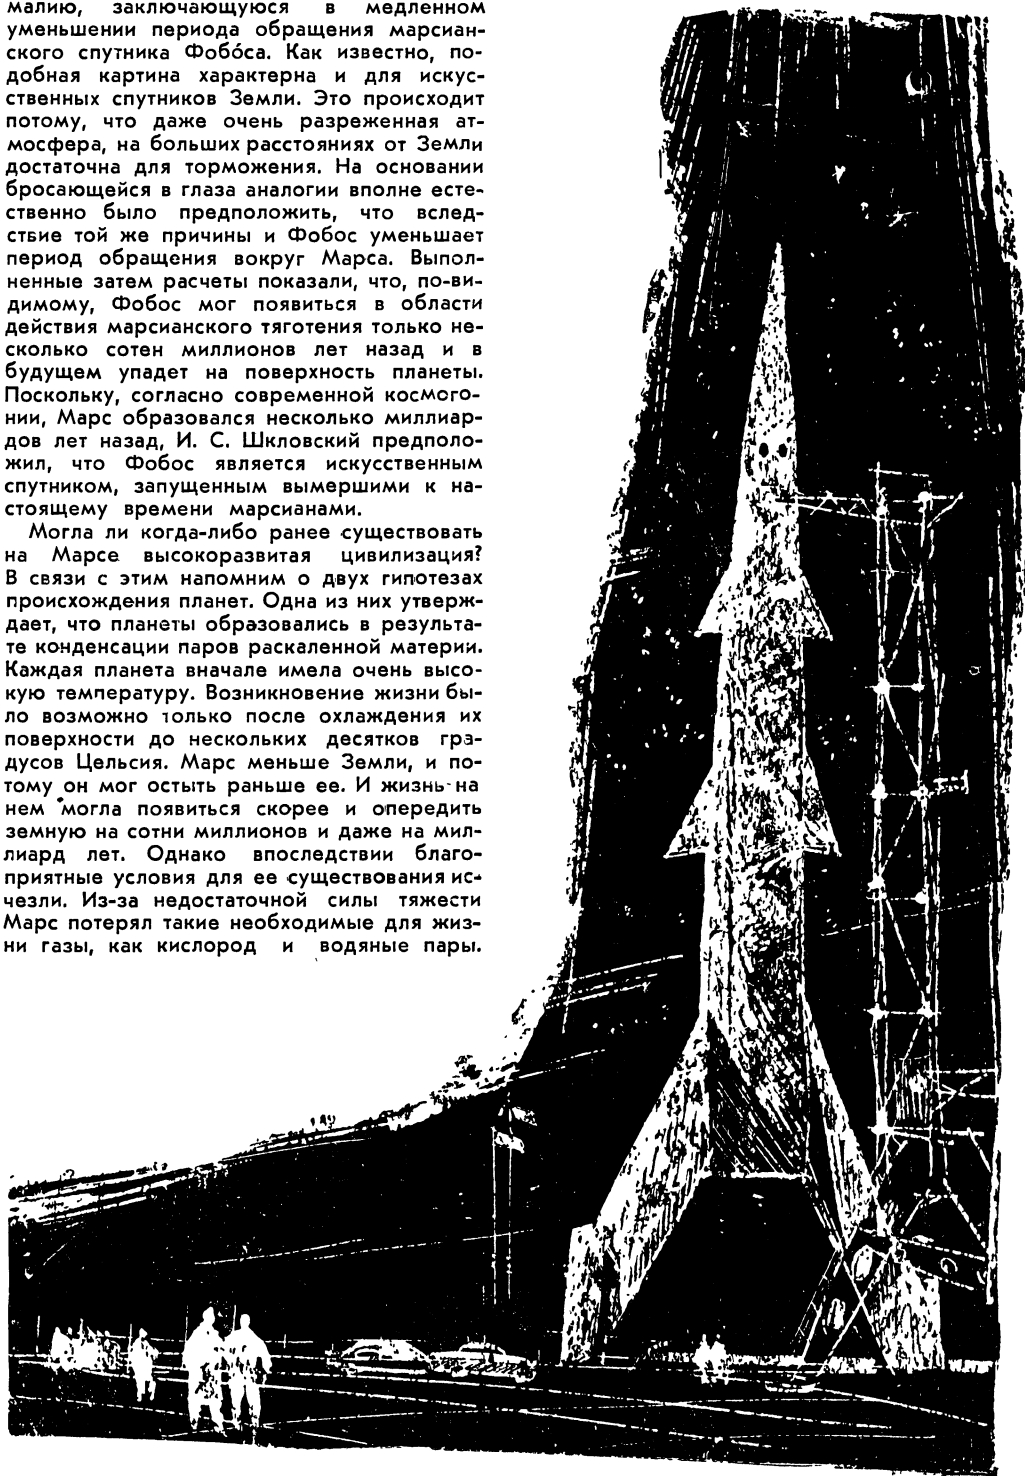 малию, заключающуюся в медленном
уменьшении периода обращения марсиан-
ского спутника Фобо́са. Как известно, по-
добная картина характерна и для искус-
ственных спутников Земли. Это происходит
потому, что даже очень разреженная ат-
мосфера, на больших расстояниях от Земли
достаточна для торможения. На основании
бросающейся в глаза аналогии вполне есте-
ственно было предположить, что вслед-
ствие той же причины и Фобос уменьшает
период обращения вокруг Марса. Выпол-
ненные затем расчеты показали, что, по-ви-
димому, Фобос мог появиться в области
действия марсианского тяготения только не-
сколько сотен миллионов лет назад и в
будущем упадет на поверхность планеты.
Поскольку, согласно современной космого-
нии, Марс образовался несколько миллиар-
дов лет назад, И. С. Шкловский предполо-
жил, что Фобос является искусственным
спутником, запущенным вымершими к на-
стоящему времени марсианами.
Могла ли когда-либо ранее существовать
на Марсе высокоразвитая цивилизация?
В связи с этим напомним о двух гипотезах
происхождения планет. Одна из них утверж-
дает, что планеты образовались в результа-
те конденсации паров раскаленной материи.
Каждая планета вначале имела очень высо-
кую температуру. Возникновение жизни бы-
ло возможно только после охлаждения их
поверхности до нескольких десятков гра-
дусов Цельсия. Марс меньше Земли, и по-
тому он мог остыть раньше ее. И жизнь на
нем могла появиться скорее и опередить
земную на сотни миллионов и даже на мил-
лиард лет. Однако впоследствии благо-
приятные условия для ее существования ис-
чезли. Из-за недостаточной силы тяжести
Марс потерял такие необходимые для жиз-
ни газы, как кислород и водяные пары.